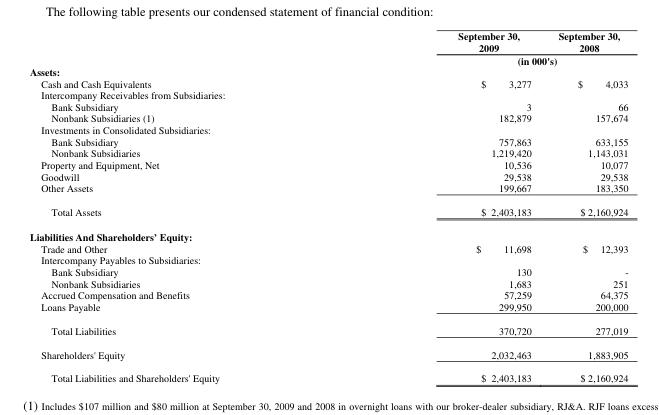 The following table presents our condensed statement of financial condition:
September 30, September 30,
2009 2008
(in 000's)
Assets:
Cash and Cash Equivalents $ 3,277 $ 4,033
Intercompany Receivables from Subsidiaries:
Bank Subsidiary 3 66
Nonbank Subsidiaries (1) 182,879 157,674
Investments in Consolidated Subsidiaries:
Bank Subsidiary 757,863 633,155
Nonbank Subsidiaries 1,219,420 1,143,031
Property and Equipment, Net 10,536 10,077
Goodwill 29,538 29,538
Other Assets 199,667 183,350
Total Assets $ 2,403,183 $ 2,160,924
Liabilities And Shareholders' Equity:
Trade and Other $ 11,698 $ 12,393
Intercompany Payables to Subsidiaries:
Bank Subsidiary 130 -
Nonbank Subsidiaries 1,683 251
Accrued Compensation and Benefits 57,259 64,375
Loans Payable 299,950 200,000
Total Liabilities 370,720 277,019
Shareholders' Equity 2,032,463 1,883,905
Total Liabilities and Shareholders' Equity $ 2,403,183 $ 2,160,924
(1) Includes $107 million and $80 million at September 30, 2009 and 2008 in overnight loans with our broker-dealer subsidiary, RJ&A. RJF loans excess